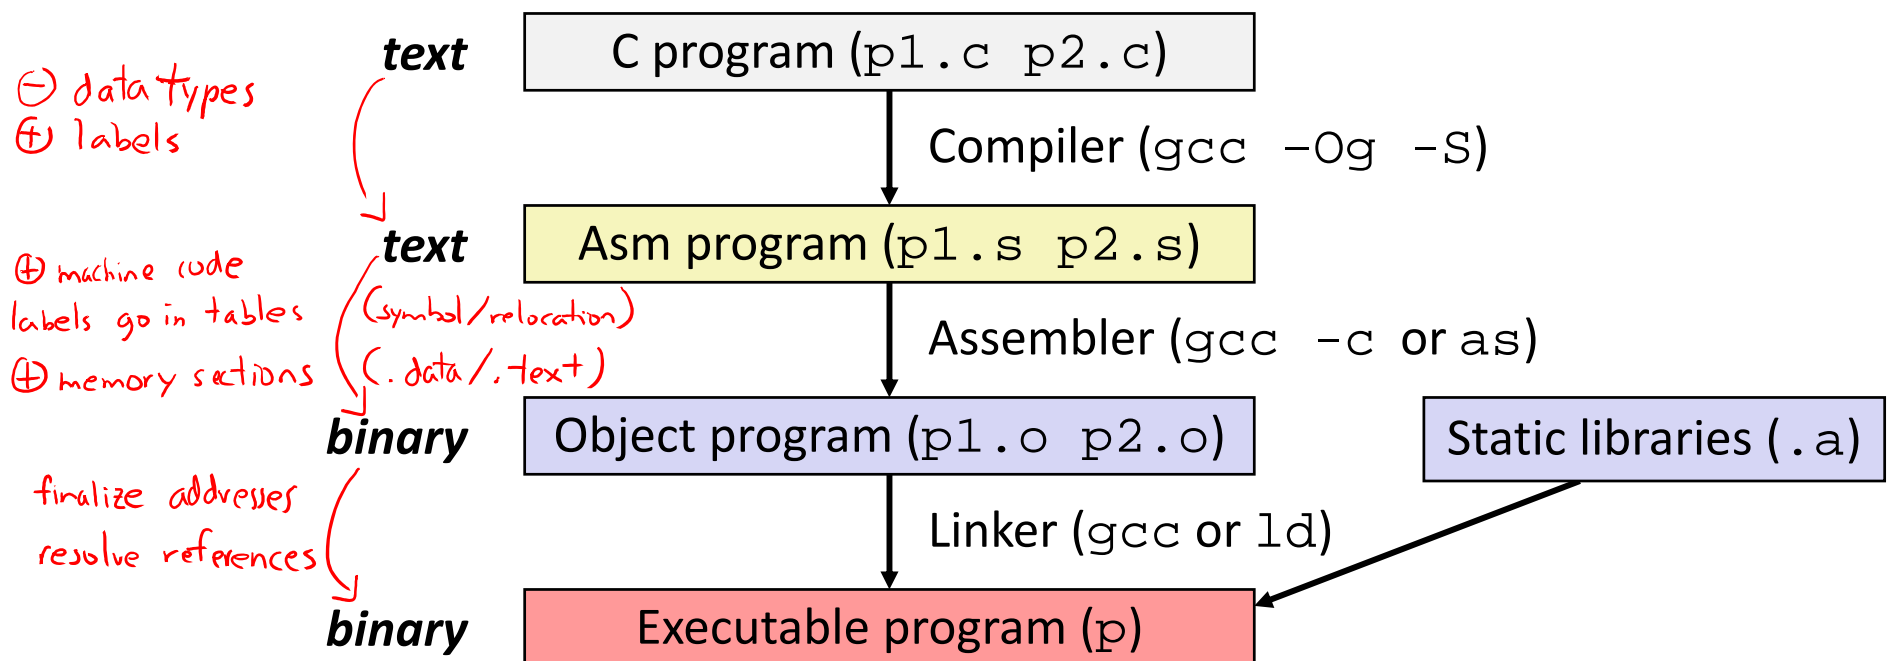 text
C program (p1.c p2.c)
⊖ data types
⊕ labels
Compiler (gcc –Og -S)
text
Asm program (p1.s p2.s)
⊕ machine code
labels go in tables (symbol/relocation)
⊕ memory sections (.data/.text)
Assembler (gcc -c or as)
binary
Object program (p1.o p2.o)
Static libraries (.a)
finalize addresses
resolve references
Linker (gcc or ld)
binary
Executable program (p)